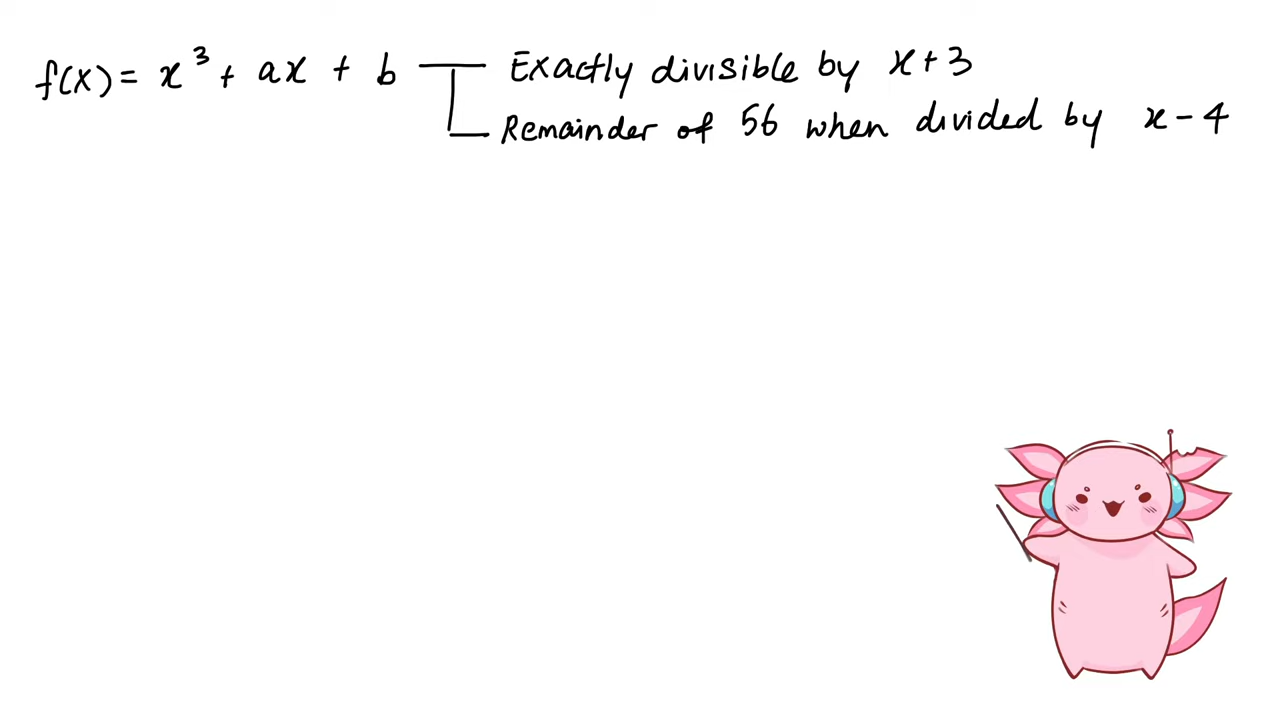 f(x) = x³ + ax + b Exactly divisible by x + 3
Remainder of 56 when divided by x - 4